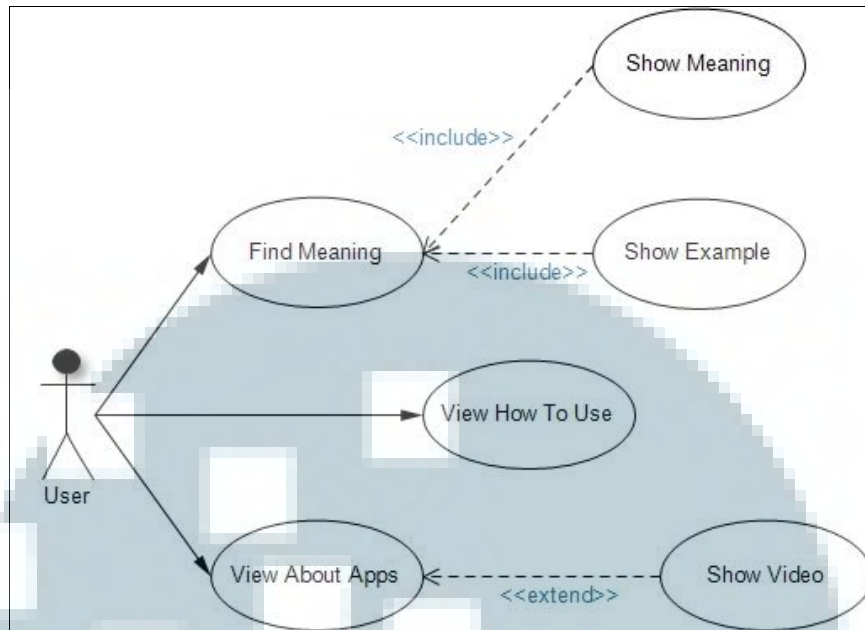 Show Meaning
<<include>>
Find Meaning
Show Example
<<include>>
View How To Use
User
View About Apps
Show Video
<<extend>>